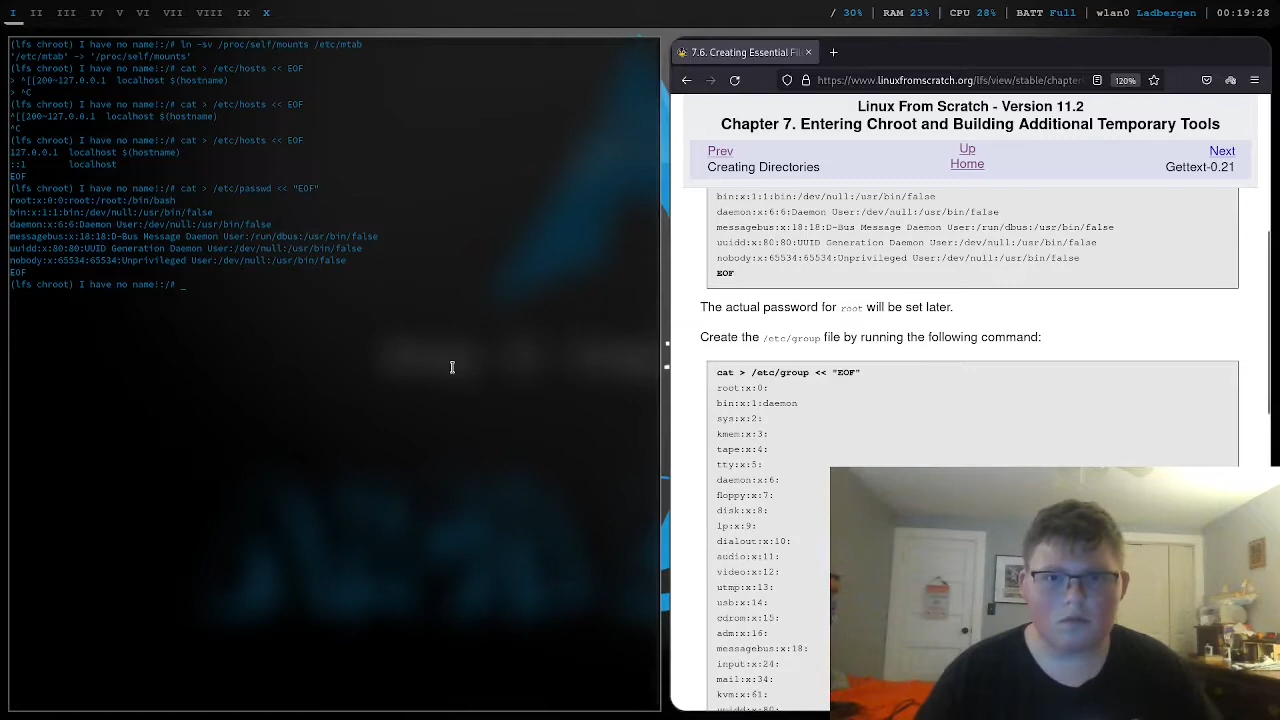 I II III IV V VI VII VIII IX X / 30% | RAM 23% | CPU 28% | BATT Full | wlan0 Ladbergen | 00:19:28
(lfs chroot) I have no name!:/# ln -sv /proc/self/mounts /etc/mtab
'/etc/mtab' -> '/proc/self/mounts'
(lfs chroot) I have no name!:/# cat > /etc/hosts << EOF
> ^[[200~127.0.0.1  localhost $(hostname)
> ^C
(lfs chroot) I have no name!:/# cat > /etc/hosts << EOF
^[[200~127.0.0.1  localhost $(hostname)
^C
(lfs chroot) I have no name!:/# cat > /etc/hosts << EOF
127.0.0.1  localhost $(hostname)
::1        localhost
EOF
(lfs chroot) I have no name!:/# cat > /etc/passwd << "EOF"
root:x:0:0:root:/root:/bin/bash
bin:x:1:1:bin:/dev/null:/usr/bin/false
daemon:x:6:6:Daemon User:/dev/null:/usr/bin/false
messagebus:x:18:18:D-Bus Message Daemon User:/run/dbus:/usr/bin/false
uuidd:x:80:80:UUID Generation Daemon User:/dev/null:/usr/bin/false
nobody:x:65534:65534:Unprivileged User:/dev/null:/usr/bin/false
EOF
(lfs chroot) I have no name!:/# _
7.6. Creating Essential Fil
https://www.linuxfromscratch.org/lfs/view/stable/chapter 120%
Linux From Scratch - Version 11.2
Chapter 7. Entering Chroot and Building Additional Temporary Tools
Prev Up Next
Creating Directories Home Gettext-0.21
bin:x:1:1:bin:/dev/null:/usr/bin/false
daemon:x:6:6:Daemon User:/dev/null:/usr/bin/false
messagebus:x:18:18:D-Bus Message Daemon User:/run/dbus:/usr/bin/false
uuidd:x:80:80:UUID Generation Daemon User:/dev/null:/usr/bin/false
nobody:x:65534:65534:Unprivileged User:/dev/null:/usr/bin/false
EOF
The actual password for root will be set later.
Create the /etc/group file by running the following command:
cat > /etc/group << "EOF"
root:x:0:
bin:x:1:daemon
sys:x:2:
kmem:x:3:
tape:x:4:
tty:x:5:
daemon:x:6:
floppy:x:7:
disk:x:8:
lp:x:9:
dialout:x:10:
audio:x:11:
video:x:12:
utmp:x:13:
usb:x:14:
cdrom:x:15:
adm:x:16:
messagebus:x:18:
input:x:24:
mail:x:34:
kvm:x:61:
uuidd:x:80: